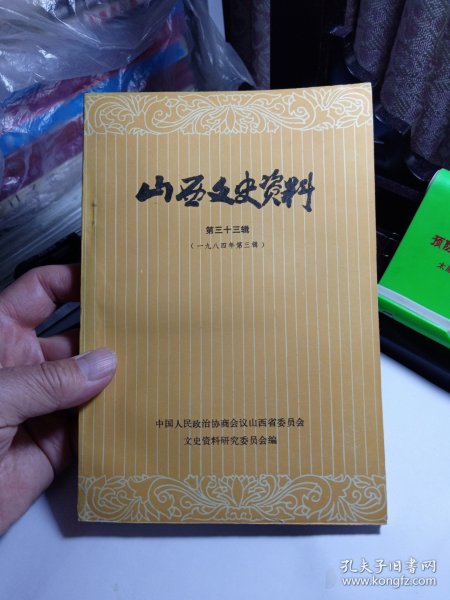 山西文史资料
第三十三辑
(一九八四年第三辑)
中国人民政治协商会议山西省委员会
文史资料研究委员会编
预防
孔夫子旧书网
www.kongfz.com